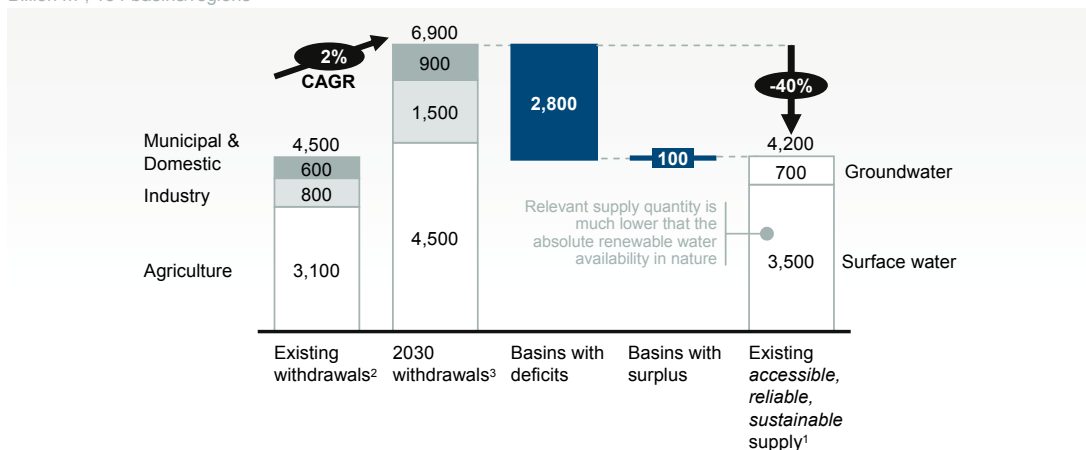 2%
CAGR
6,900
900
1,500
4,500
2,800
100
-40%
4,200
700
3,500
Groundwater
Surface water
Municipal &
Domestic
Industry
Agriculture
4,500
600
800
3,100
Relevant supply quantity is
much lower that the
absolute renewable water
availability in nature
Existing
withdrawals²
2030
withdrawals³
Basins with
deficits
Basins with
surplus
Existing
accessible,
reliable,
sustainable
supply¹